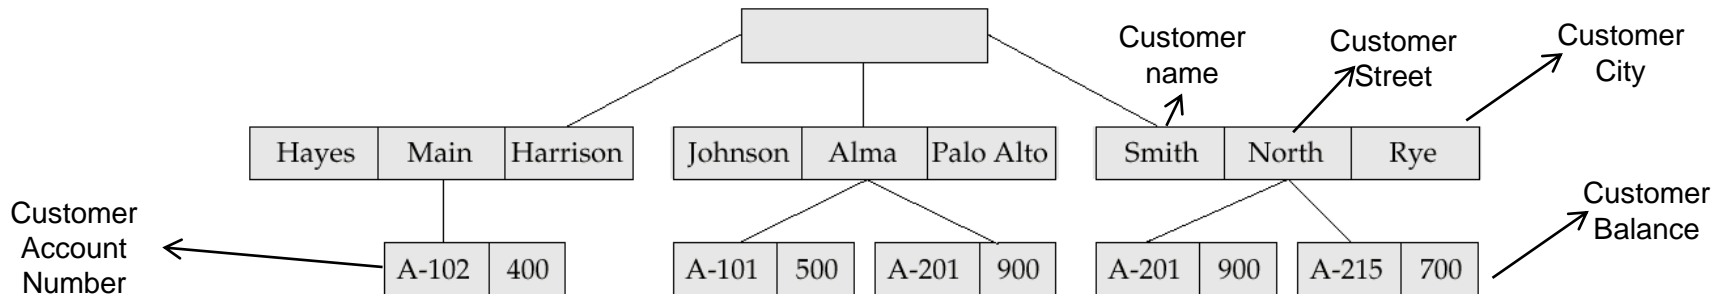 Customer
name
Customer
Street
Customer
City
Hayes Main Harrison
Johnson Alma Palo Alto
Smith North Rye
Customer
Account
Number
Customer
Balance
A-102 400
A-101 500
A-201 900
A-201 900
A-215 700